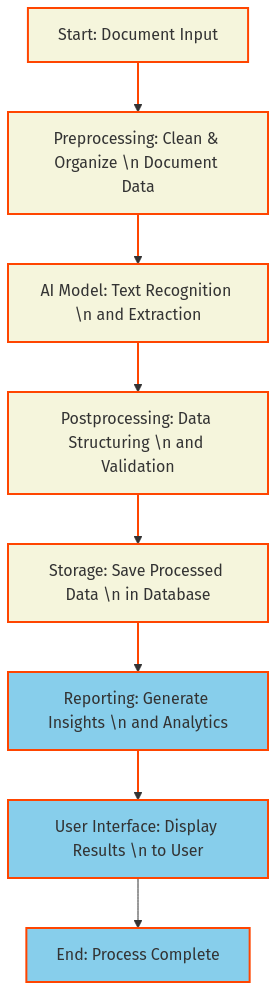 Start: Document Input
Preprocessing: Clean &
Organize \n Document
Data
AI Model: Text Recognition
\n and Extraction
Postprocessing: Data
Structuring \n and
Validation
Storage: Save Processed
Data \n in Database
Reporting: Generate
Insights \n and Analytics
User Interface: Display
Results \n to User
End: Process Complete